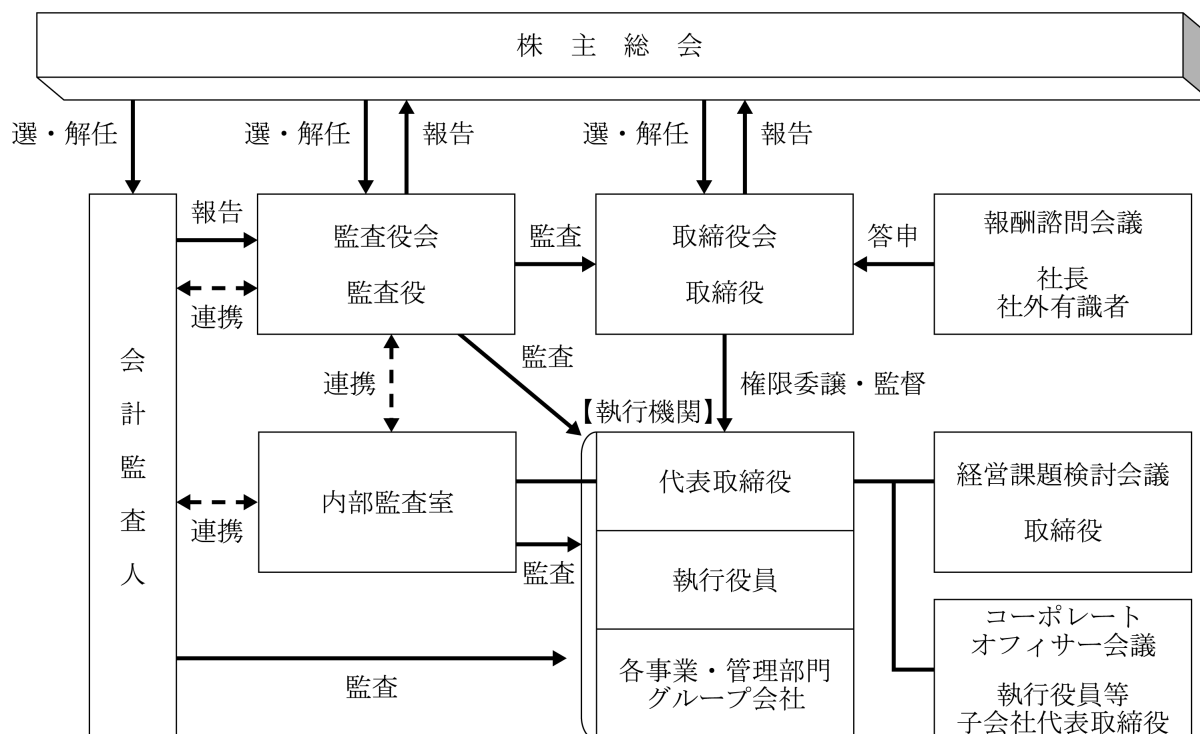 株主総会
選・解任
選・解任
報告
選・解任
報告
報告
連携
監査役会
監査役
監査
取締役会
取締役
答申
報酬諮問会議
社長
社外有識者
会計監査人
連携
監査
権限委譲・監督
【執行機関】
内部監査室
連携
監査
監査
代表取締役
執行役員
各事業・管理部門
グループ会社
経営課題検討会議
取締役
コーポレート
オフィサー会議
執行役員等
子会社代表取締役